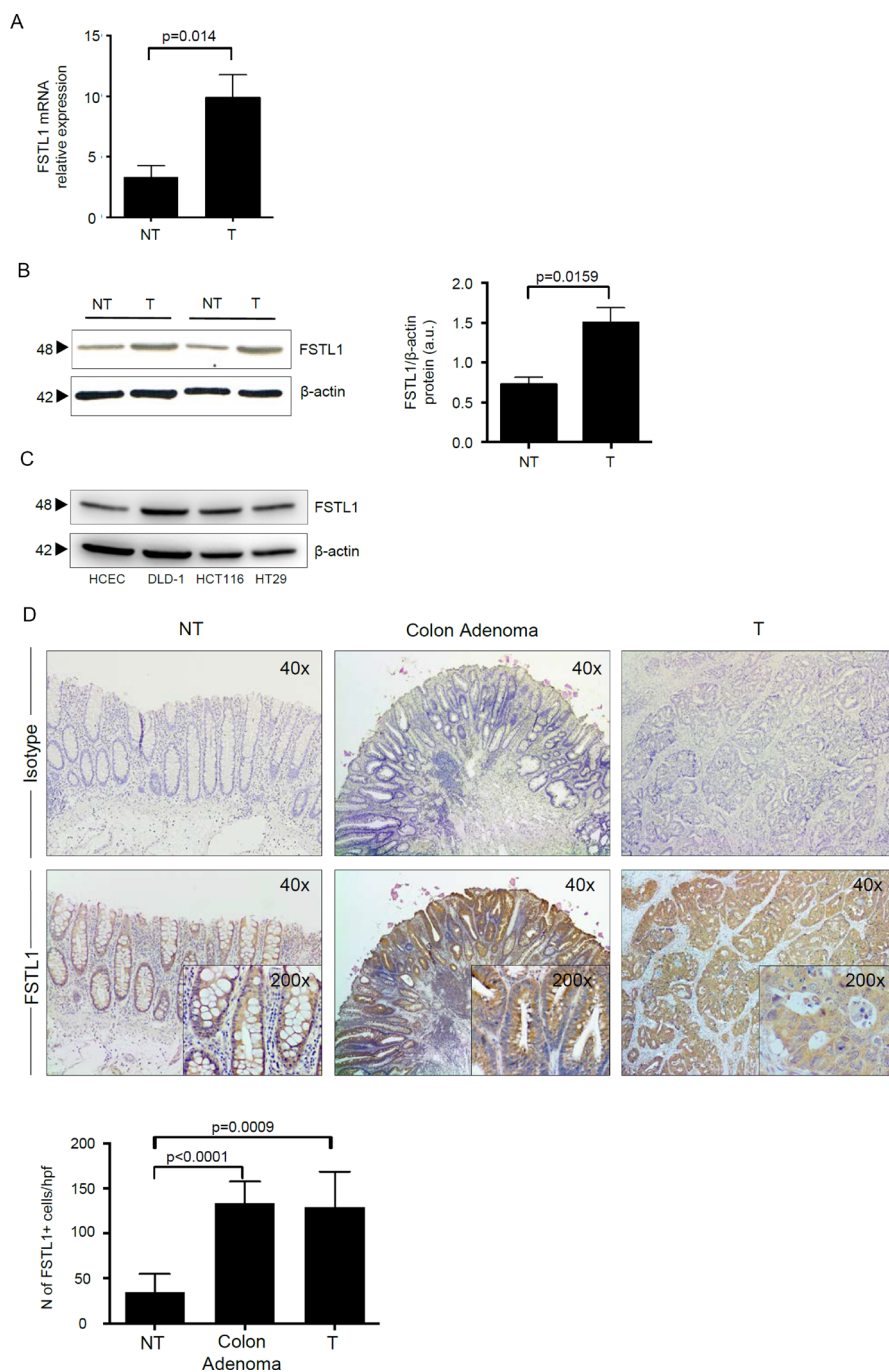 A
p=0.014
FSTL1 mRNA
relative expression
15
10
5
0
NT T
B
NT T NT T
48 FSTL1
*
42 β-actin
p=0.0159
FSTL1/β-actin
protein (a.u.)
2.0
1.5
1.0
0.5
0.0
NT T
C
48 FSTL1
42 β-actin
HCEC DLD-1 HCT116 HT29
D
NT Colon Adenoma T
Isotype
40x 40x 40x
FSTL1
40x 40x 40x
200x 200x 200x
p=0.0009
p<0.0001
N of FSTL1+ cells/hpf
200
150
100
50
0
NT Colon T
Adenoma